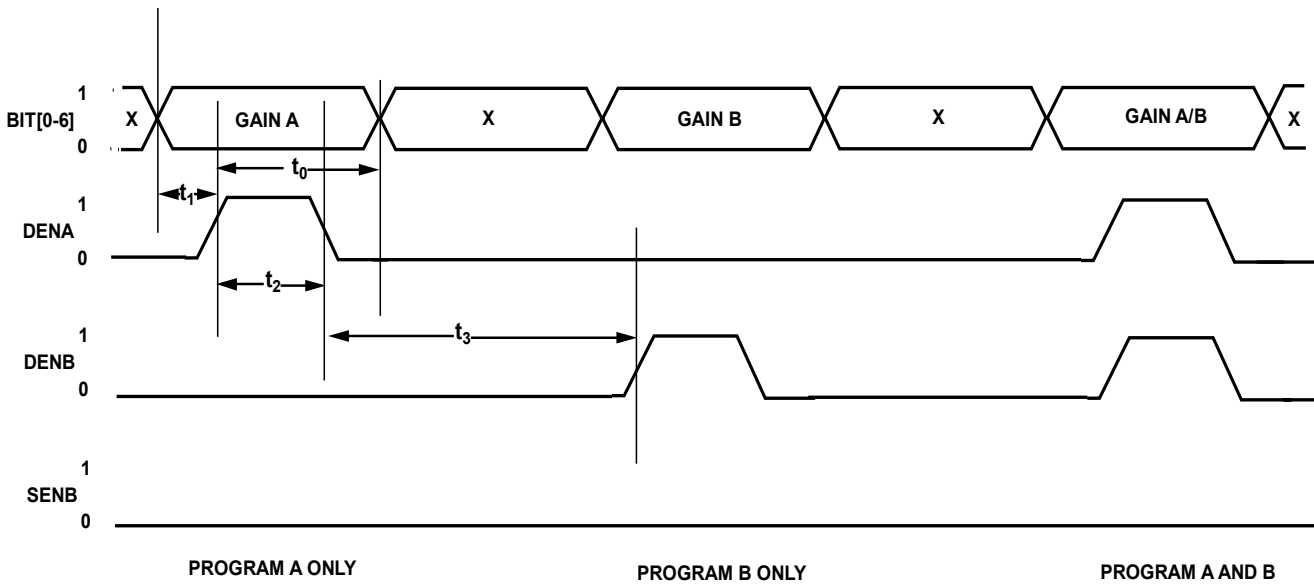 1
BIT[0-6] X GAIN A X GAIN B X GAIN A/B X
0
t0
t1
1
DENA
0
t2
1
t3
DENB
0
1
SENB
0
PROGRAM A ONLY PROGRAM B ONLY PROGRAM A AND B